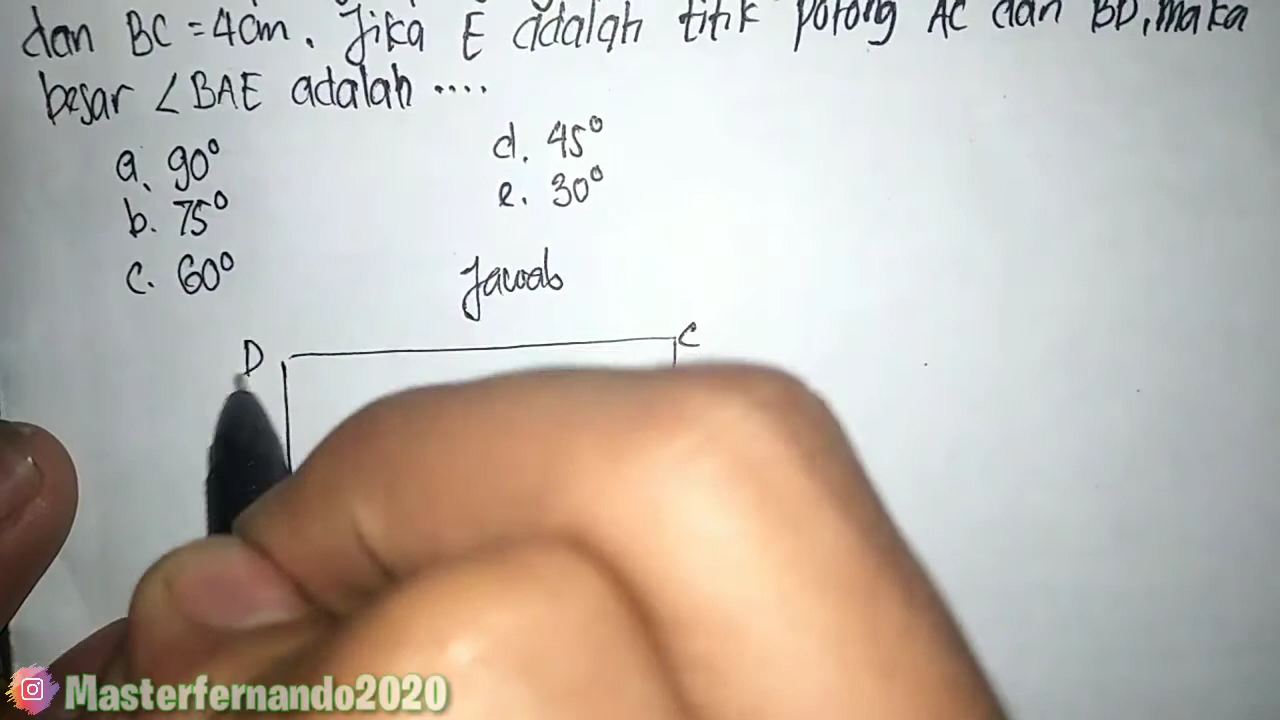 dan BC = 4cm. Jika E adalah titik potong AC dan BD, maka
besar ∠BAE adalah ....
a. 90°
b. 75°
c. 60°
d. 45°
e. 30°
Jawab
D
C
Masterfernando2020